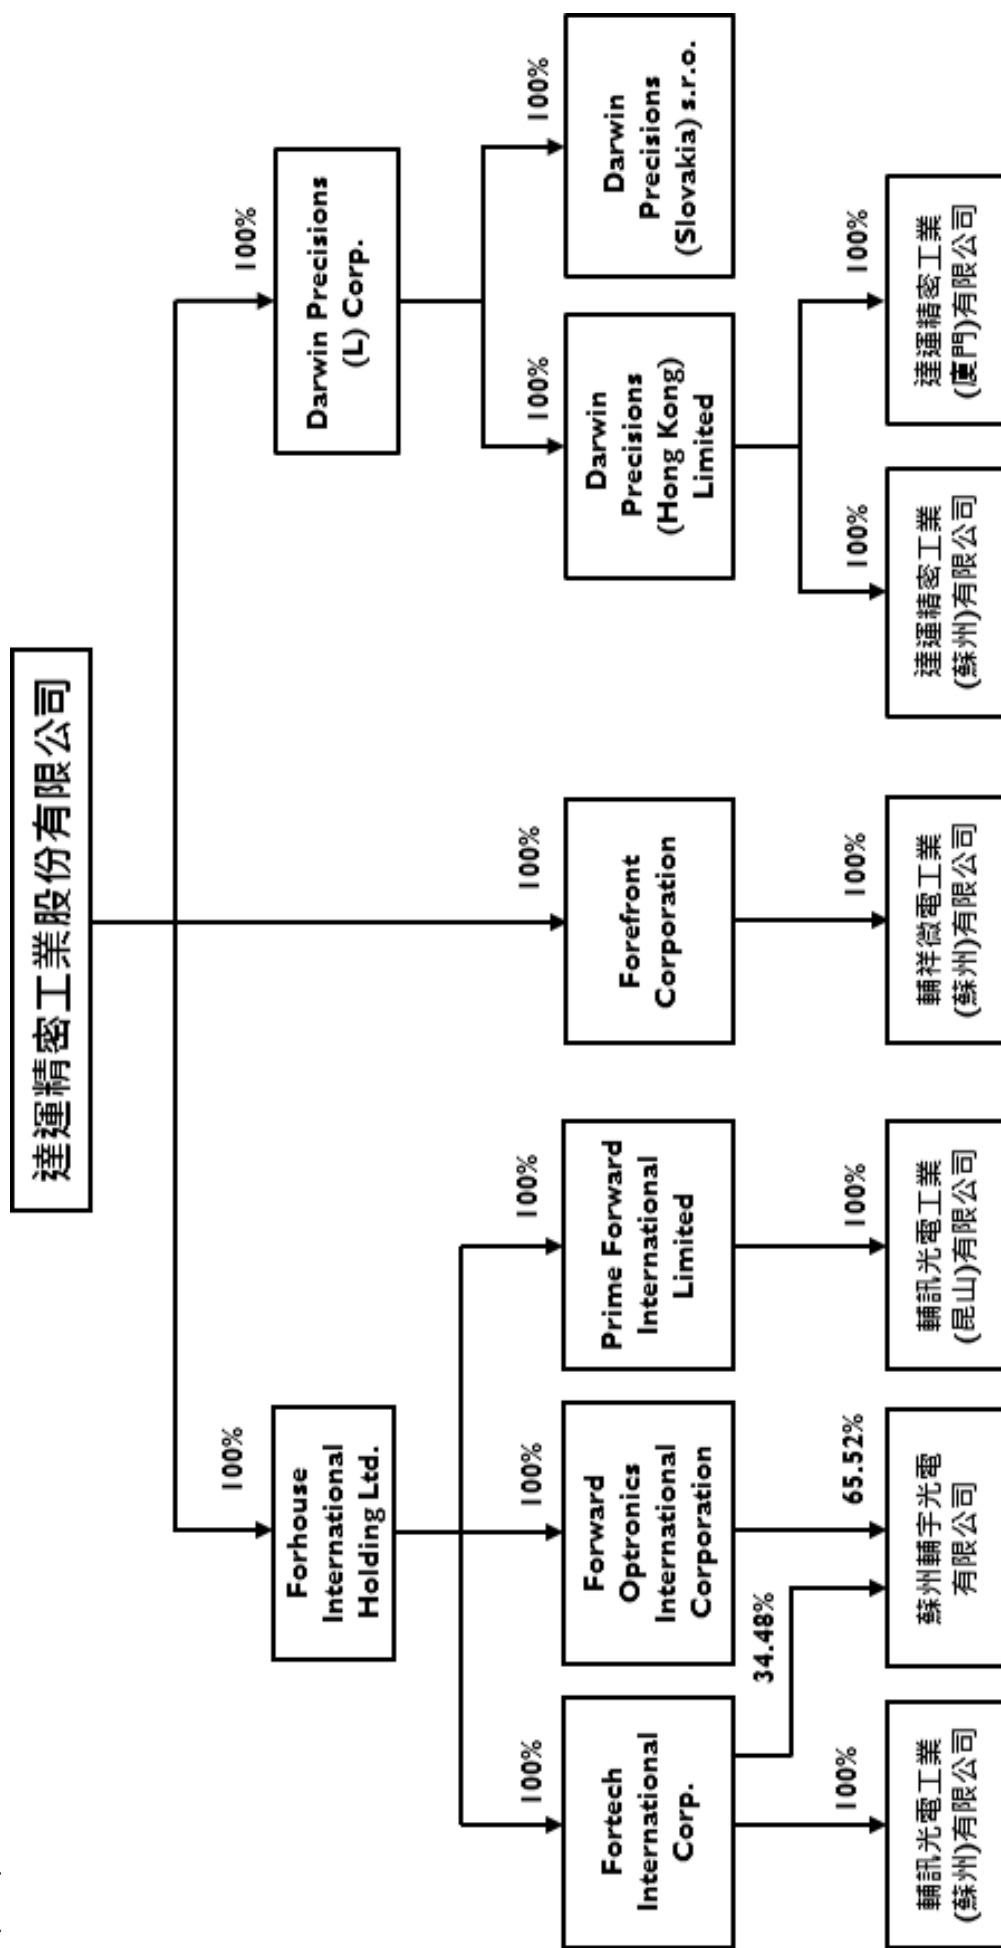 達運精密工業股份有限公司
100%
Forhouse
International
Holding Ltd.
100%
Darwin Precisions
(L) Corp.
100%
Fortech
International
Corp.
100%
Forward
Optronics
International
Corporation
100%
Prime Forward
International
Limited
100%
Forefront
Corporation
100%
Darwin
Precisions
(Hong Kong)
Limited
100%
Darwin
Precisions
(Slovakia) s.r.o.
100%
輔訊光電工業
(蘇州)有限公司
34.48%
65.52%
蘇州輔宇光電
有限公司
100%
輔訊光電工業
(昆山)有限公司
100%
輔祥微電工業
(蘇州)有限公司
100%
達運精密工業
(蘇州)有限公司
100%
達運精密工業
(廈門)有限公司